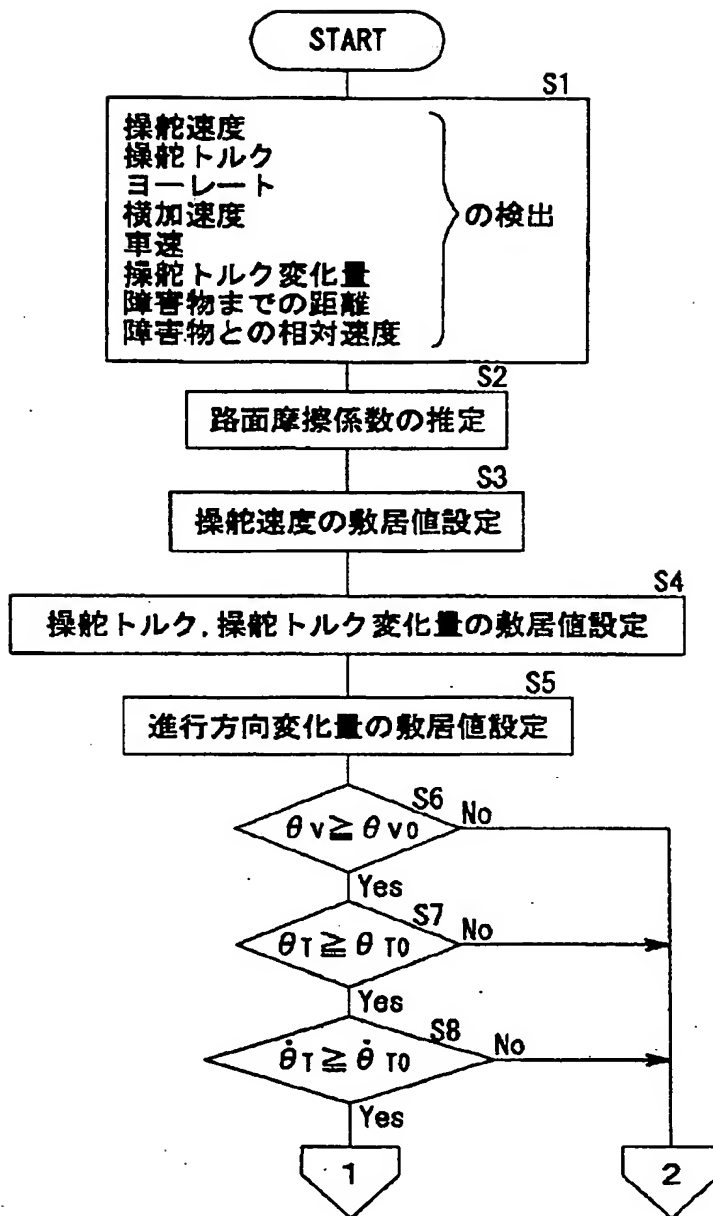 START
S1
操舵速度
操舵トルク
ヨーレート
横加速度
車速
操舵トルク変化量
障害物までの距離
障害物との相対速度
の検出
S2
路面摩擦係数の推定
S3
操舵速度の敷居値設定
S4
操舵トルク,操舵トルク変化量の敷居値設定
S5
進行方向変化量の敷居値設定
S6
θV≧θV0
No
Yes
S7
θT≧θT0
No
Yes
S8
θ̇T≧θ̇T0
No
Yes
1
2